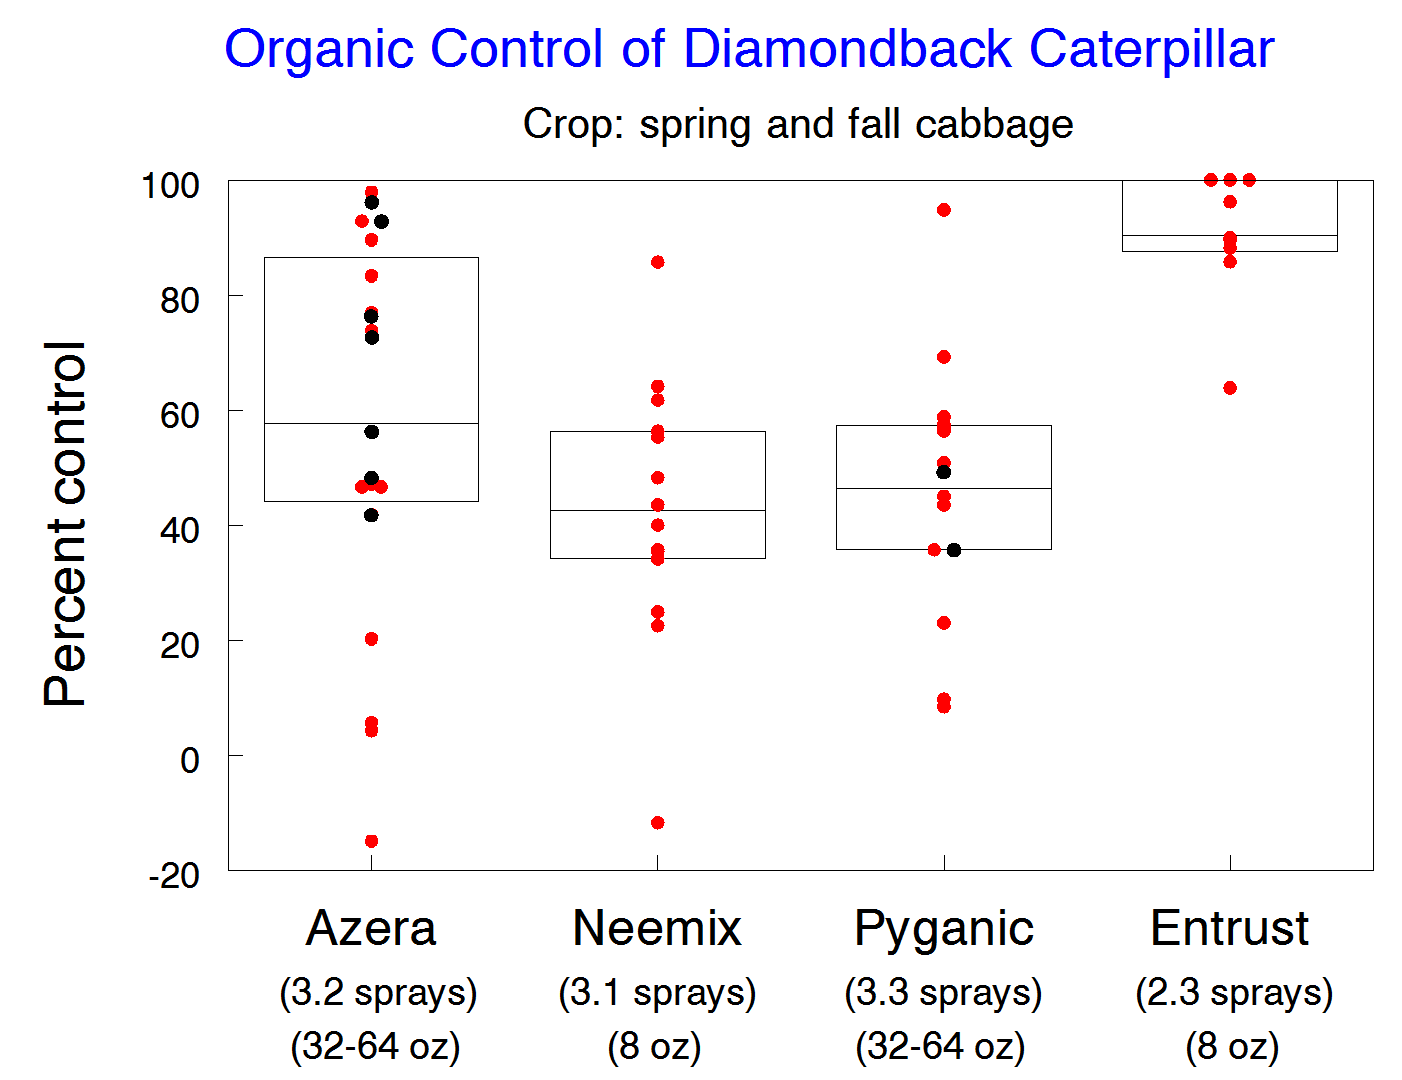 Organic Control of Diamondback Caterpillar
Crop: spring and fall cabbage
Percent control
100
80
60
40
20
0
-20
Azera Neemix Pyganic Entrust
(3.2 sprays) (3.1 sprays) (3.3 sprays) (2.3 sprays)
(32-64 oz) (8 oz) (32-64 oz) (8 oz)